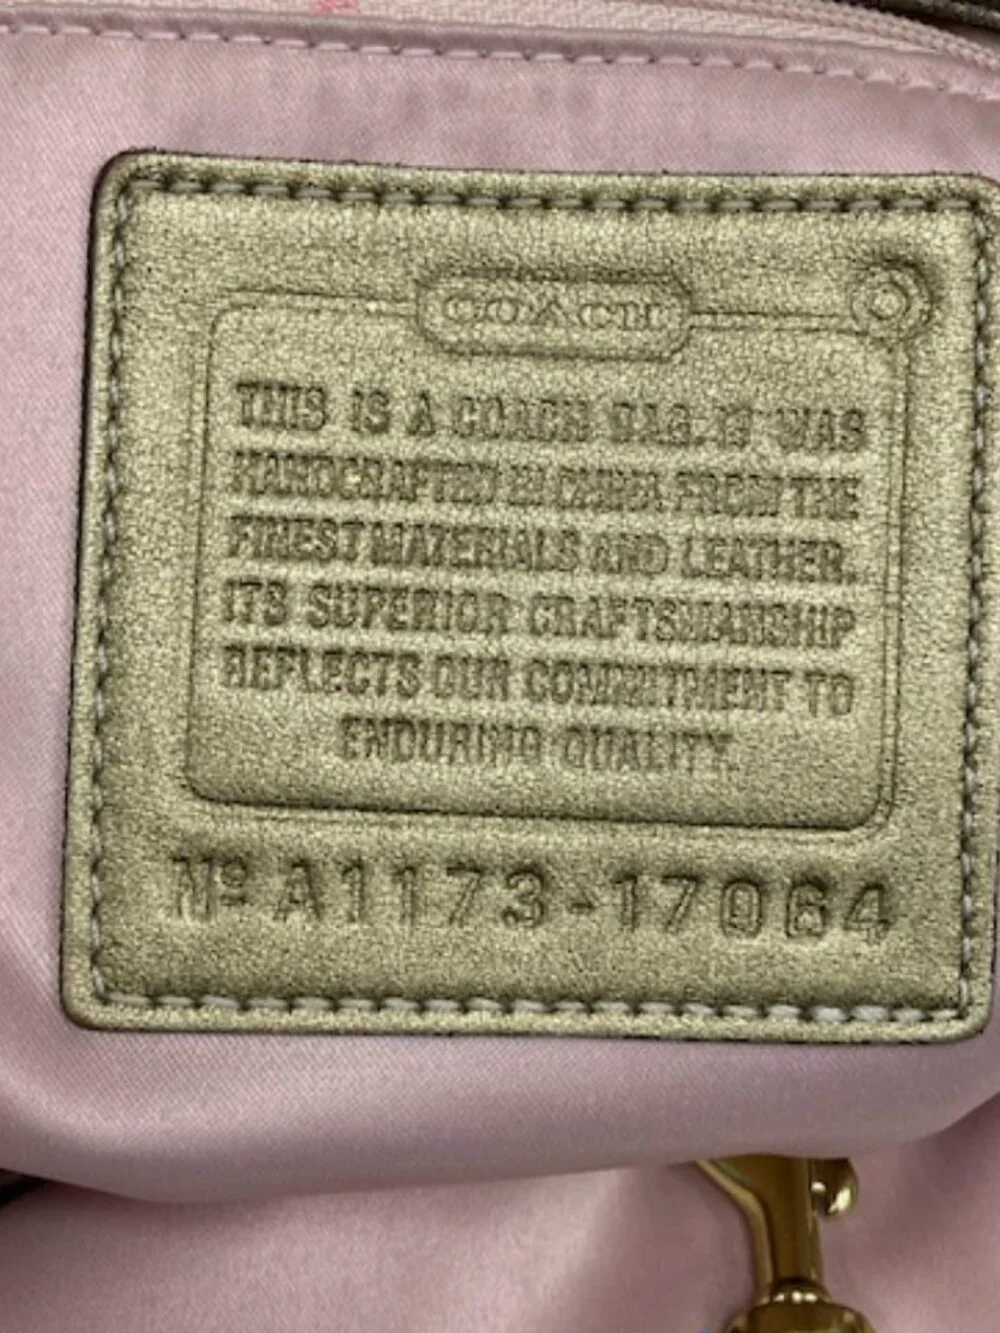 COACH
THIS IS A COACH BAG. IT WAS
HANDCRAFTED IN CHINA FROM THE
FINEST MATERIALS AND LEATHER.
ITS SUPERIOR CRAFTSMANSHIP
REFLECTS OUR COMMITMENT TO
ENDURING QUALITY.
Nº A1173-17064